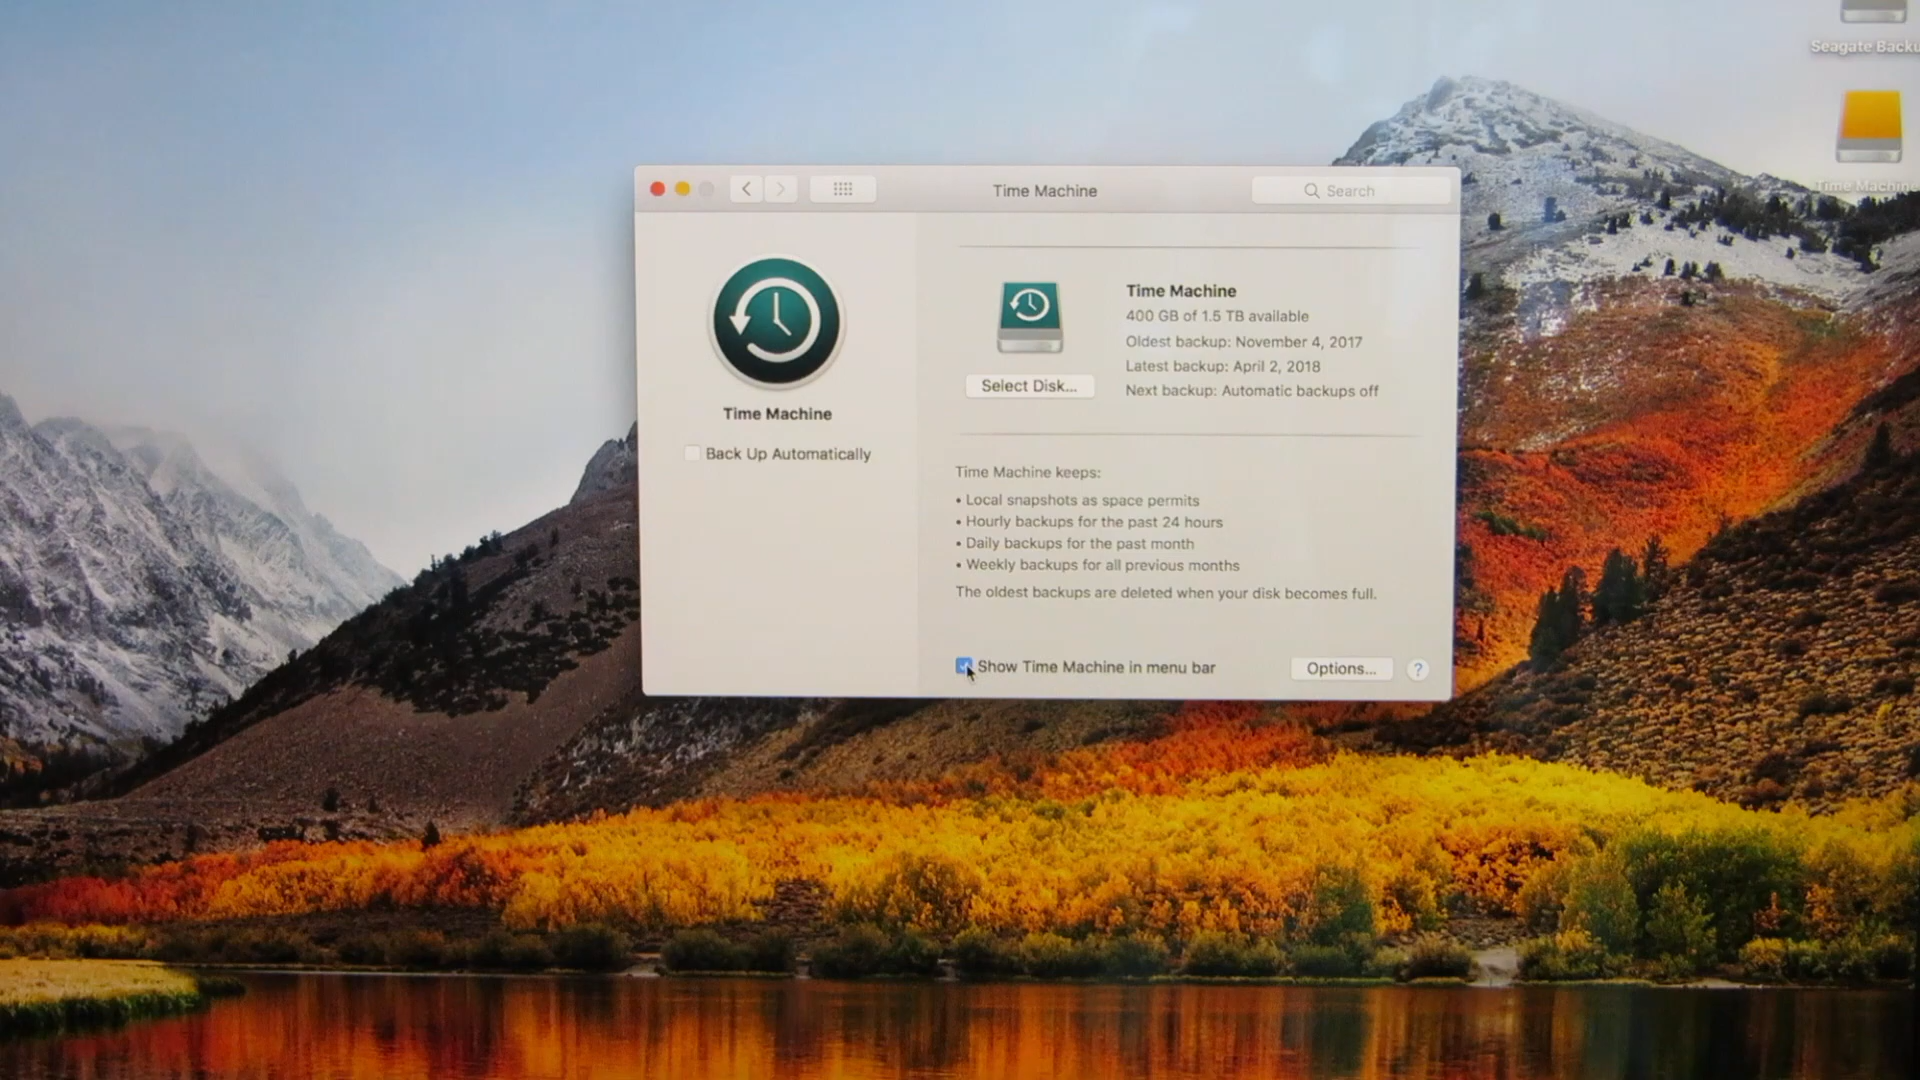 Seagate Backu
Time Machine
Time Machine
Search
Time Machine
400 GB of 1.5 TB available
Oldest backup: November 4, 2017
Latest backup: April 2, 2018
Next backup: Automatic backups off
Select Disk...
Time Machine
Back Up Automatically
Time Machine keeps:
• Local snapshots as space permits
• Hourly backups for the past 24 hours
• Daily backups for the past month
• Weekly backups for all previous months
The oldest backups are deleted when your disk becomes full.
Show Time Machine in menu bar
Options...
?